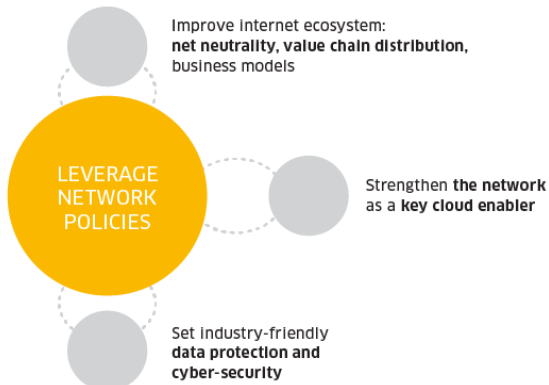 Improve internet ecosystem:
net neutrality, value chain distribution,
business models
LEVERAGE
NETWORK
POLICIES
Strengthen the network
as a key cloud enabler
Set industry-friendly
data protection and
cyber-security